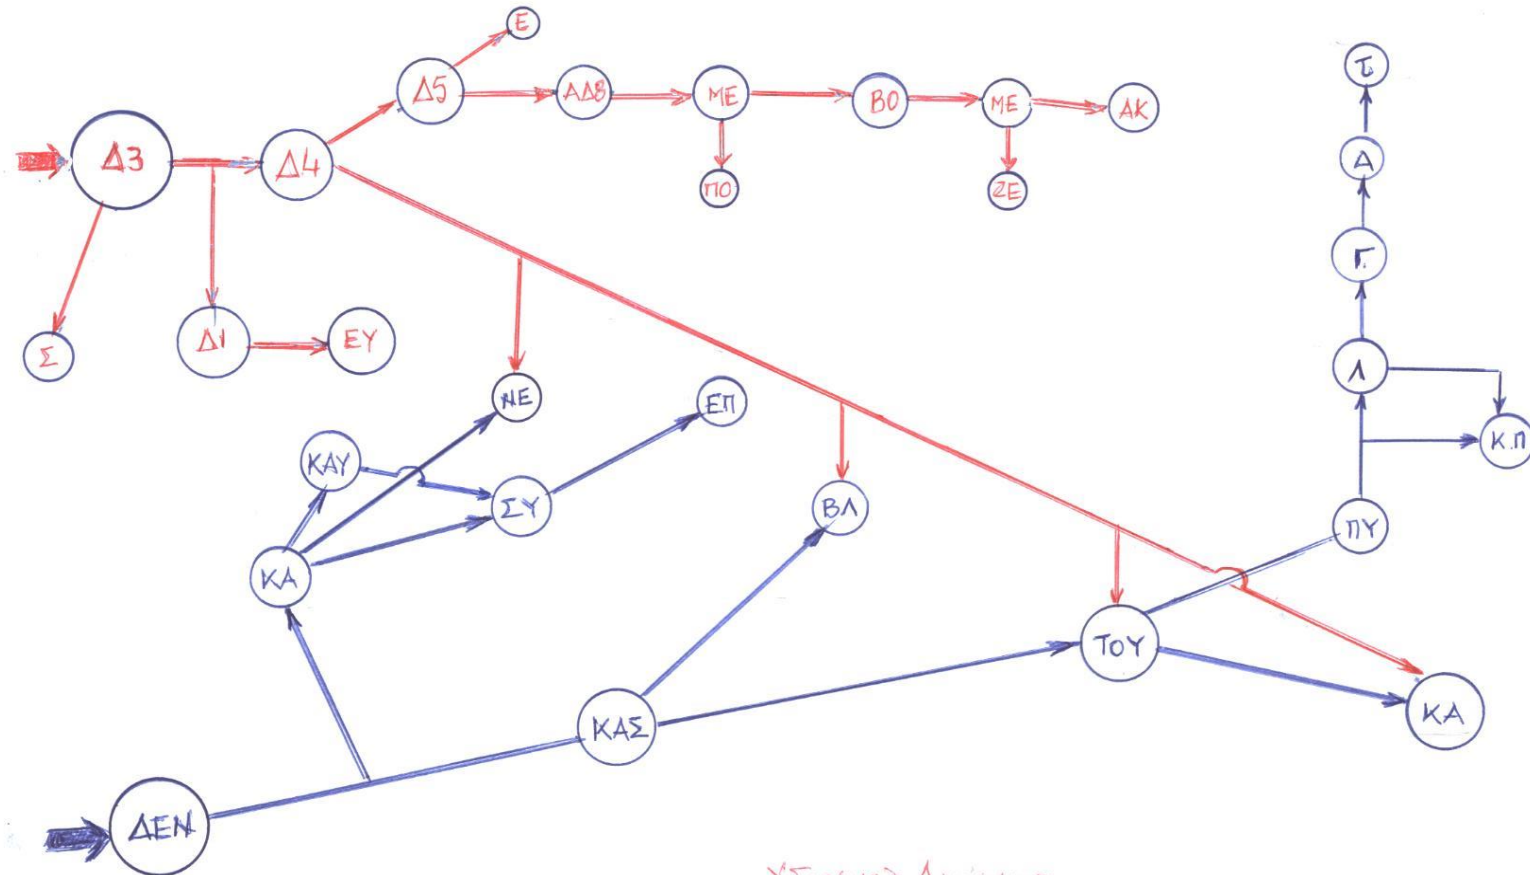 Ε
Δ5
ΑΔ8
ΜΕ
ΒΟ
ΜΕ
ΑΚ
Τ.
Δ3
Δ4
ΠΟ
ΖΕ
Α
Γ.
Σ
Δ1
ΕΥ
Λ
ΝΕ
ΕΠ
Κ.Π
ΚΑΥ
ΣΥ
ΒΛ
ΠΥ
ΚΑ
ΤΟΥ
ΚΑΣ
ΚΑ
ΔΕΝ